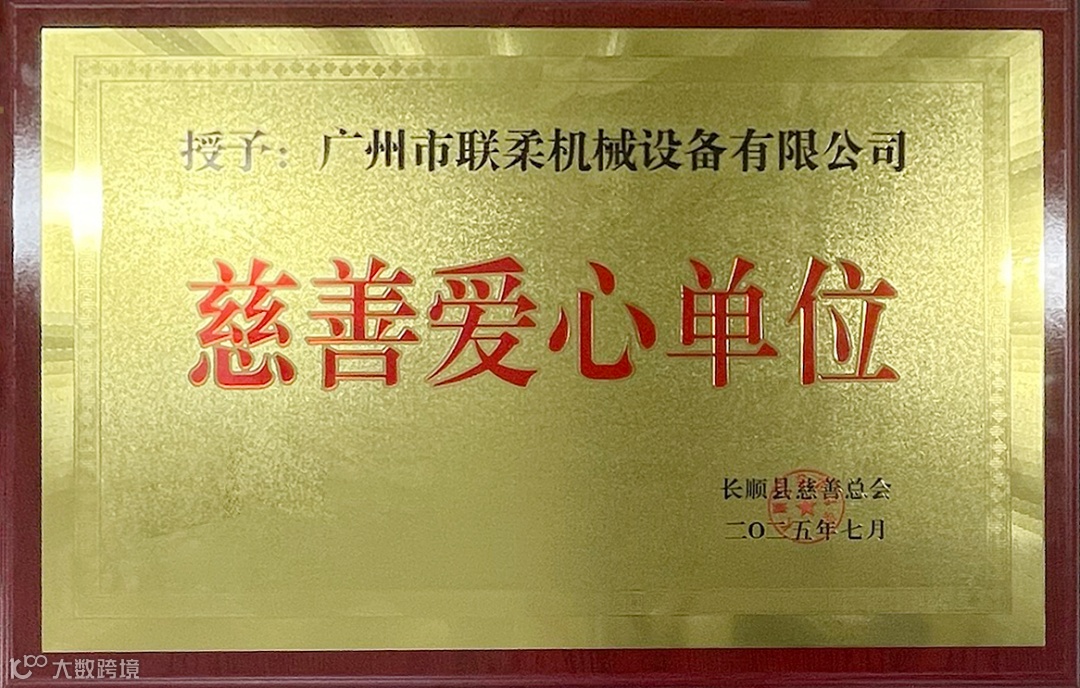 授予：广州市联柔机械设备有限公司
慈善爱心单位
长顺县慈善总会
二〇二五年七月
大数跨境